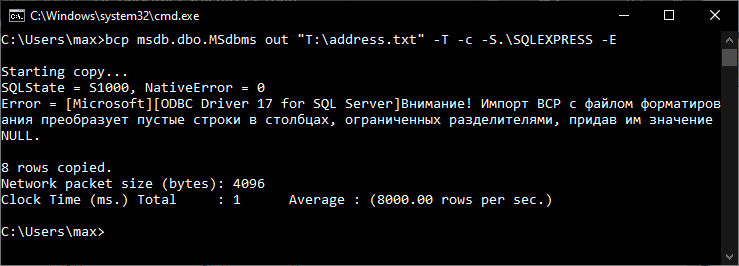 C:\Windows\system32\cmd.exe
C:\Users\max>bcp msdb.dbo.MSdbms out "T:\address.txt" -T -c -S.\SQLEXPRESS -E
Starting copy...
SQLState = S1000, NativeError = 0
Error = [Microsoft][ODBC Driver 17 for SQL Server]Внимание! Импорт BCP с файлом форматиров
ания преобразует пустые строки в столбцах, ограниченных разделителями, придав им значение
NULL.
8 rows copied.
Network packet size (bytes): 4096
Clock Time (ms.) Total     : 1      Average : (8000.00 rows per sec.)
C:\Users\max>